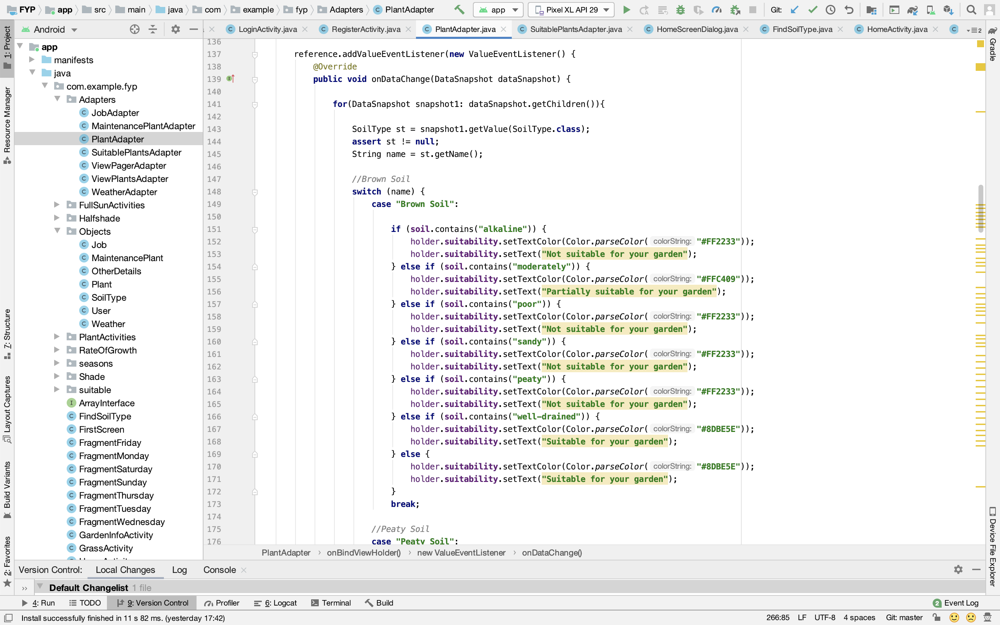 FYP app src main java com example fyp Adapters PlantAdapter app Pixel XL API 29 Git:
Android LoginActivity.java RegisterActivity.java PlantAdapter.java SuitablePlantsAdapter.java HomeScreenDialog.java FindSoilType.java HomeActivity.java 2
1: Project
Resource Manager
7: Structure
Layout Captures
Build Variants
2: Favorites
app
manifests
java
com.example.fyp
Adapters
JobAdapter
MaintenancePlantAdapter
PlantAdapter
SuitablePlantsAdapter
ViewPagerAdapter
ViewPlantsAdapter
WeatherAdapter
FullSunActivities
Halfshade
Objects
Job
MaintenancePlant
OtherDetails
Plant
SoilType
User
Weather
PlantActivities
RateOfGrowth
seasons
Shade
suitable
ArrayInterface
FindSoilType
FirstScreen
FragmentFriday
FragmentMonday
FragmentSaturday
FragmentSunday
FragmentThursday
FragmentTuesday
FragmentWednesday
GardenInfoActivity
GrassActivity
136
137 reference.addValueEventListener(new ValueEventListener() {
138 @Override
139 public void onDataChange(DataSnapshot dataSnapshot) {
140
141 for(DataSnapshot snapshot1: dataSnapshot.getChildren()){
142
143 SoilType st = snapshot1.getValue(SoilType.class);
144 assert st != null;
145 String name = st.getName();
146
147 //Brown Soil
148 switch (name) {
149 case "Brown Soil":
150
151 if (soil.contains("alkaline")) {
152 holder.suitability.setTextColor(Color.parseColor( colorString: "#FF2233"));
153 holder.suitability.setText("Not suitable for your garden");
154 } else if (soil.contains("moderately")) {
155 holder.suitability.setTextColor(Color.parseColor( colorString: "#FFC409"));
156 holder.suitability.setText("Partially suitable for your garden");
157 } else if (soil.contains("poor")) {
158 holder.suitability.setTextColor(Color.parseColor( colorString: "#FF2233"));
159 holder.suitability.setText("Not suitable for your garden");
160 } else if (soil.contains("sandy")) {
161 holder.suitability.setTextColor(Color.parseColor( colorString: "#FF2233"));
162 holder.suitability.setText("Not suitable for your garden");
163 } else if (soil.contains("peaty")) {
164 holder.suitability.setTextColor(Color.parseColor( colorString: "#FF2233"));
165 holder.suitability.setText("Not suitable for your garden");
166 } else if (soil.contains("well-drained")) {
167 holder.suitability.setTextColor(Color.parseColor( colorString: "#8DBE5E"));
168 holder.suitability.setText("Suitable for your garden");
169 } else {
170 holder.suitability.setTextColor(Color.parseColor( colorString: "#8DBE5E"));
171 holder.suitability.setText("Suitable for your garden");
172 }
173 break;
174
175 //Peaty Soil
176 case "Peaty Soil":
PlantAdapter › onBindViewHolder() › new ValueEventListener › onDataChange()
Gradle
Device File Explorer
Version Control: Local Changes Log Console
Default Changelist 1 file
4: Run TODO 9: Version Control Profiler 6: Logcat Terminal Build 2 Event Log
Install successfully finished in 11 s 82 ms. (yesterday 17:42) 266:85 LF UTF-8 4 spaces Git: master